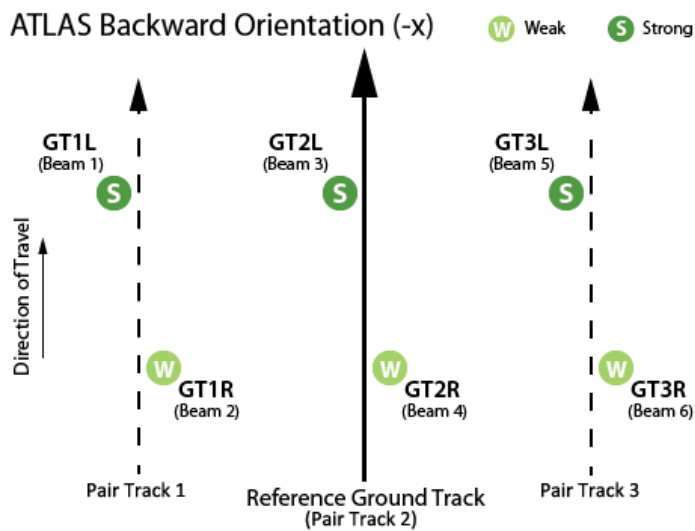 ATLAS Backward Orientation (-x)
W Weak
S Strong
GT1L
(Beam 1)
S
GT2L
(Beam 3)
S
GT3L
(Beam 5)
S
Direction of Travel
W
GT1R
(Beam 2)
W
GT2R
(Beam 4)
W
GT3R
(Beam 6)
Pair Track 1
Reference Ground Track
(Pair Track 2)
Pair Track 3